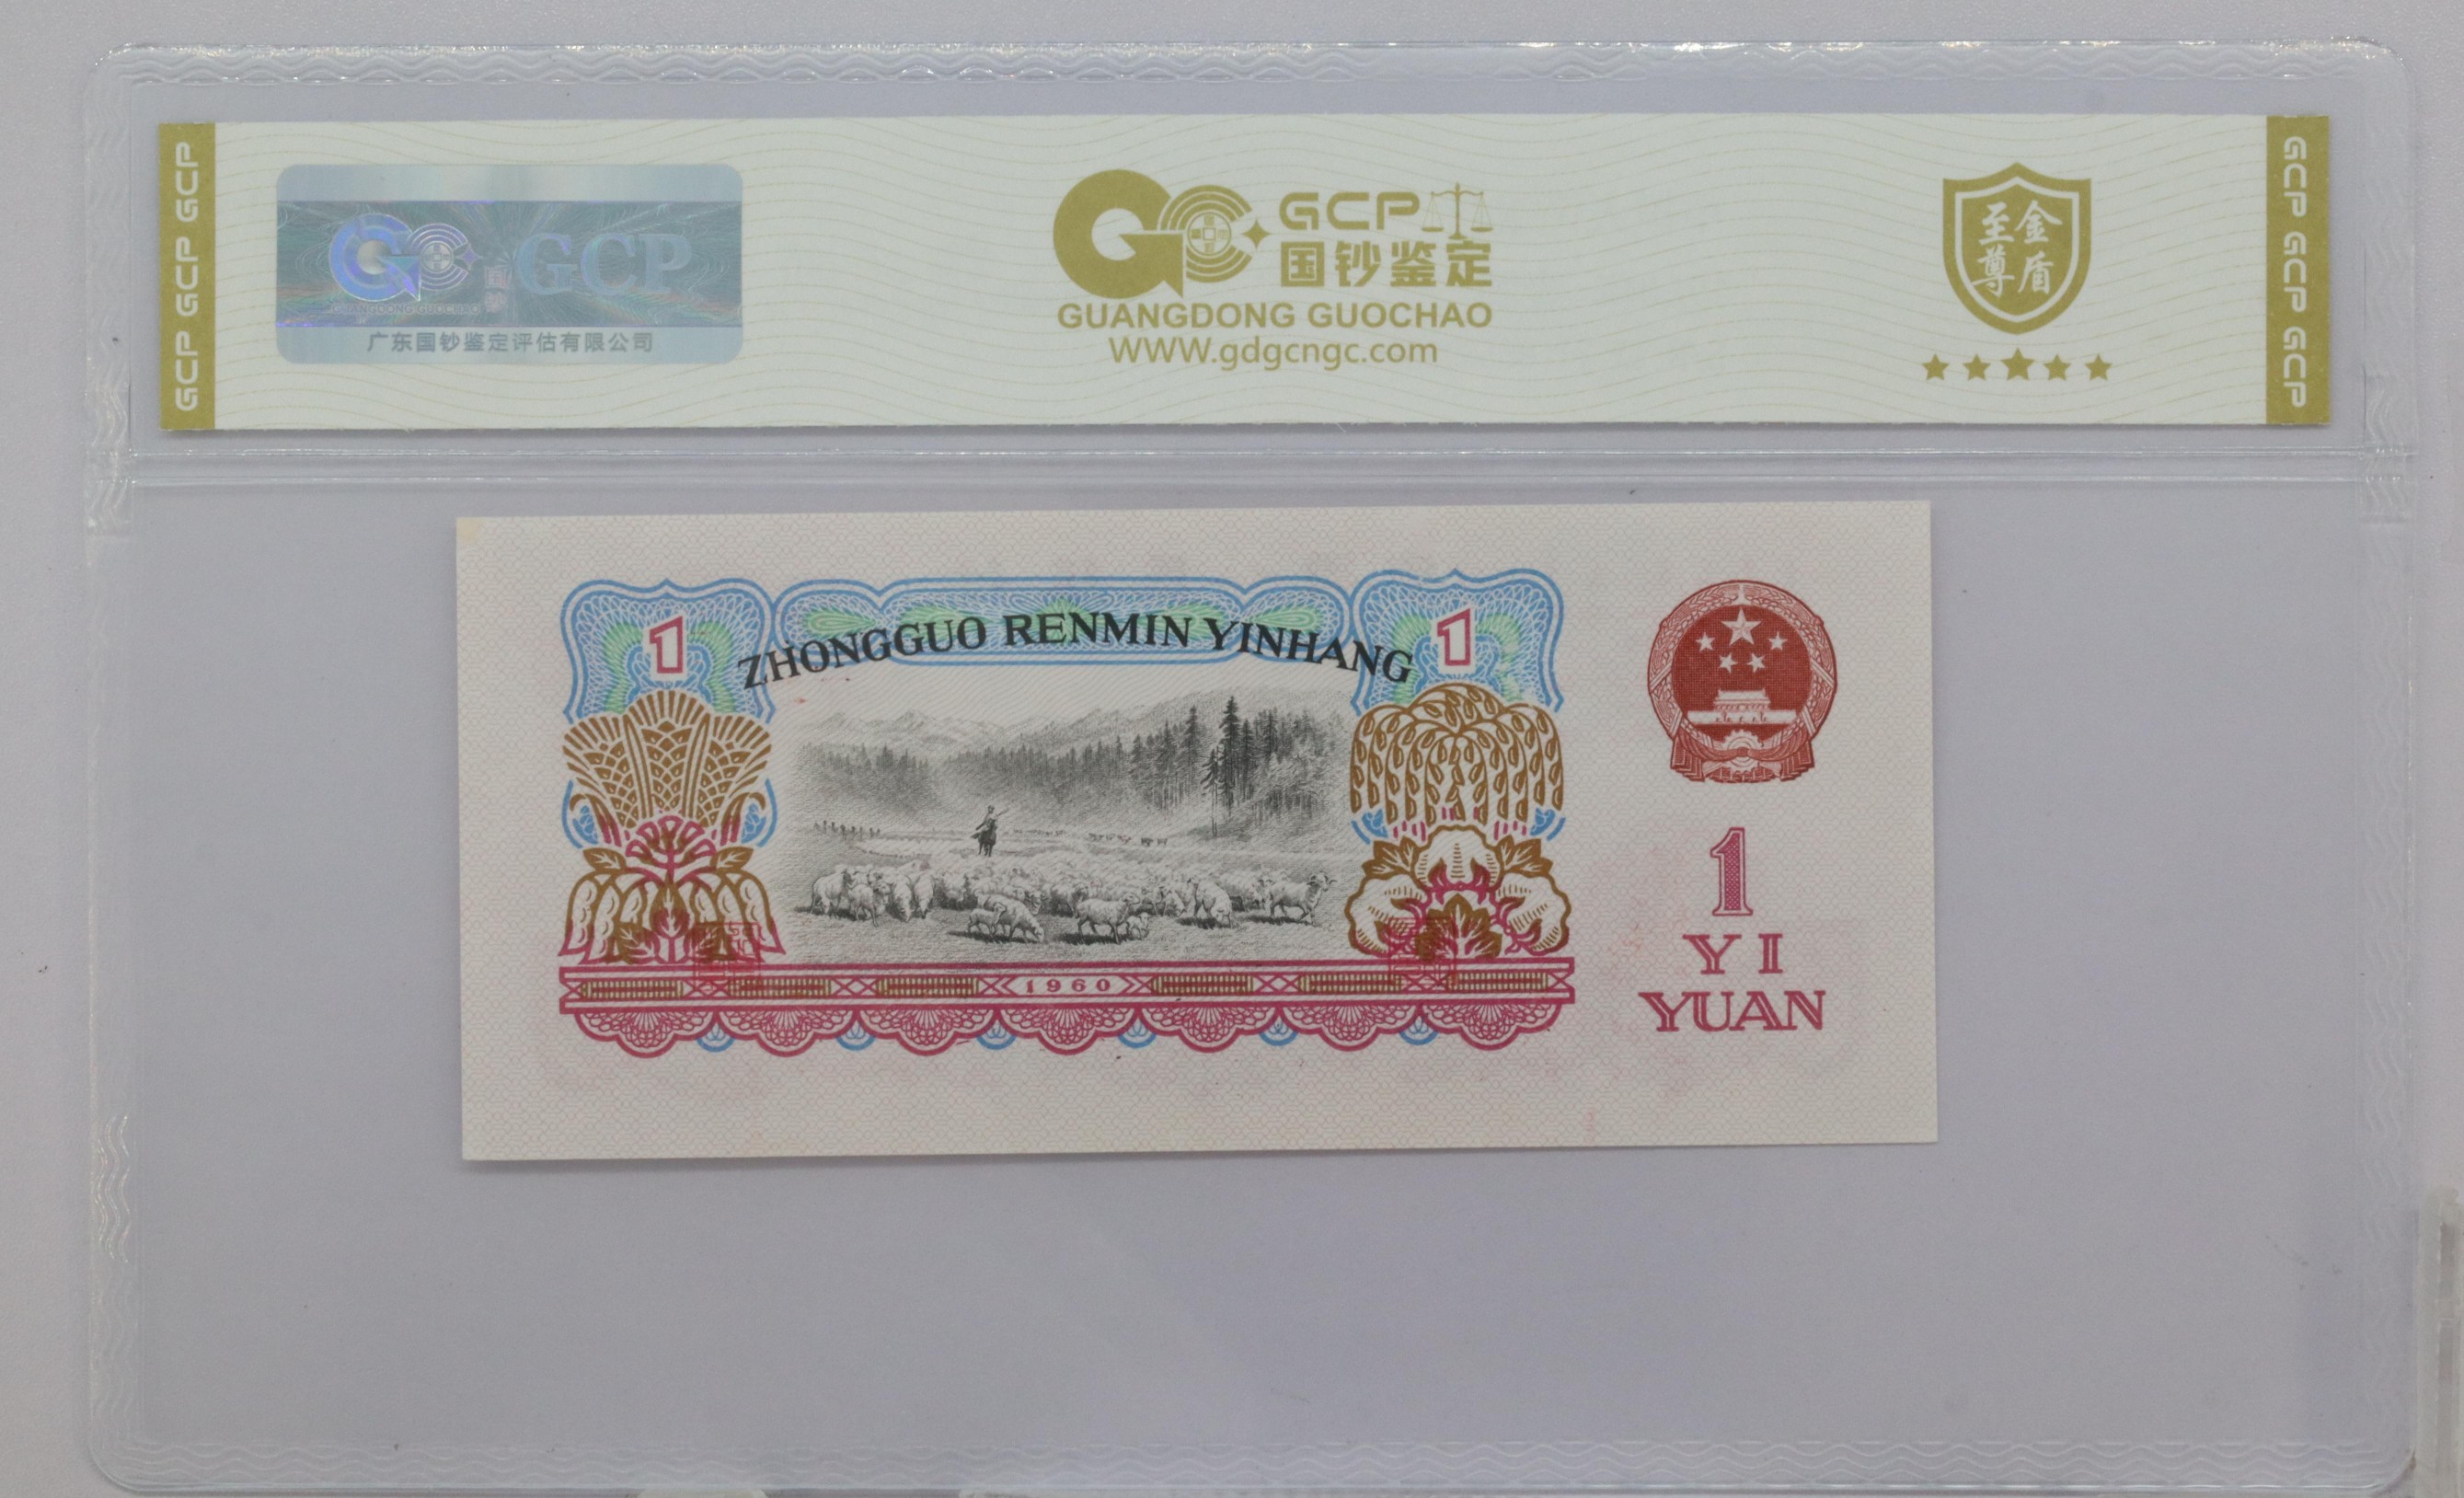 GCP GCP GCP
GCP
GUANGDONG GUOCHAO
广东国钞鉴定评估有限公司
GCP
国钞鉴定
GUANGDONG GUOCHAO
WWW.gdgcngc.com
至金
尊盾
GCP GCP GCP
1
ZHONGGUO RENMIN YINHANG
1
1960
1
YI
YUAN